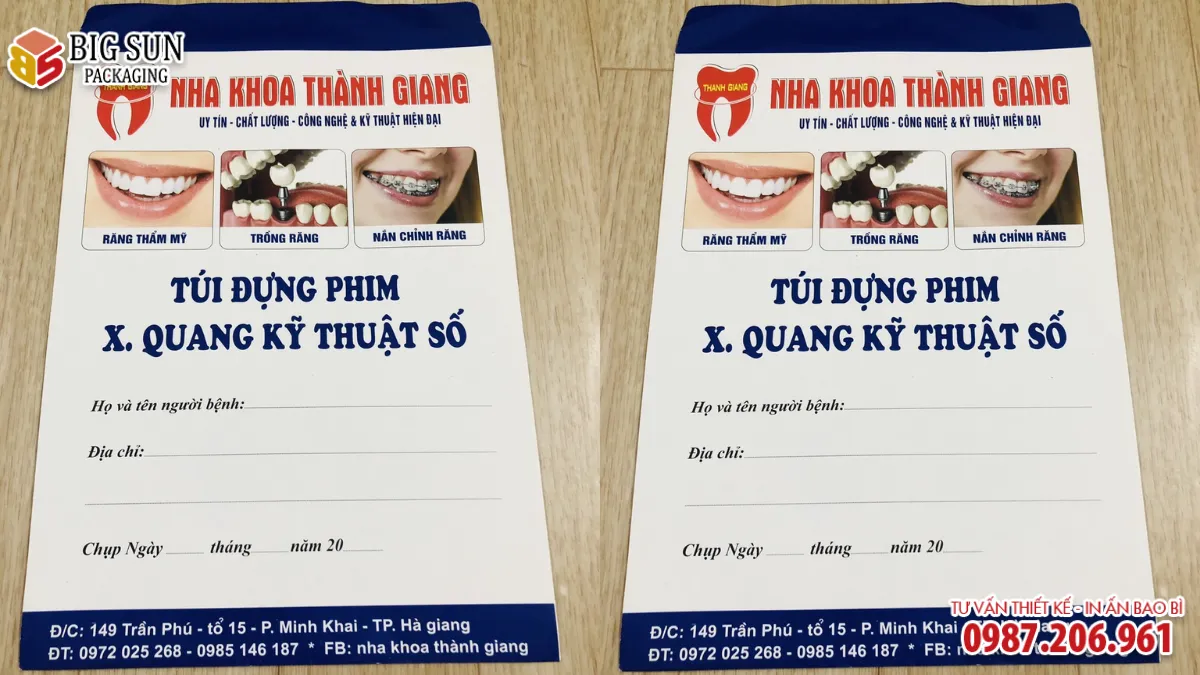 BIG SUN
PACKAGING
BS
THANH GIANG
NHA KHOA THÀNH GIANG
UY TÍN - CHẤT LƯỢNG - CÔNG NGHỆ & KỸ THUẬT HIỆN ĐẠI
RĂNG THẨM MỸ
TRỒNG RĂNG
NẮN CHỈNH RĂNG
TÚI ĐỰNG PHIM
X. QUANG KỸ THUẬT SỐ
Họ và tên người bệnh:
Địa chỉ:
Chụp Ngày tháng năm 20
Đ/C: 149 Trần Phú - tổ 15 - P. Minh Khai - TP. Hà giang
ĐT: 0972 025 268 - 0985 146 187 * FB: nha khoa thành giang
THANH GIANG
NHA KHOA THÀNH GIANG
UY TÍN - CHẤT LƯỢNG - CÔNG NGHỆ & KỸ THUẬT HIỆN ĐẠI
RĂNG THẨM MỸ
TRỒNG RĂNG
NẮN CHỈNH RĂNG
TÚI ĐỰNG PHIM
X. QUANG KỸ THUẬT SỐ
Họ và tên người bệnh:
Địa chỉ:
Chụp Ngày tháng năm 20
Đ/C: 149 Trần Phú - tổ 15 - P. Minh Khai
ĐT: 0972 025 268 - 0985 146 187 * FB:
TƯ VẤN THIẾT KẾ - IN ẤN BAO BÌ
0987.206.961